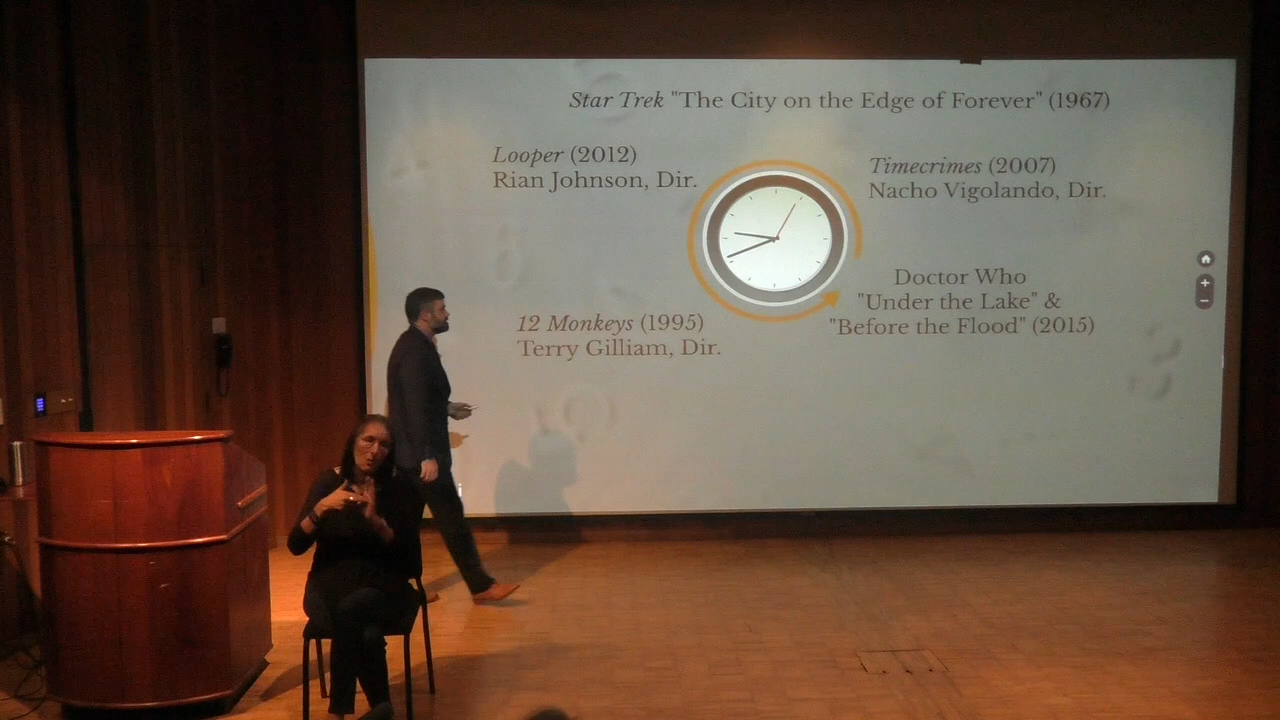 Star Trek "The City on the Edge of Forever" (1967)
Looper (2012)
Rian Johnson, Dir.
Timecrimes (2007)
Nacho Vigolando, Dir.
Doctor Who
"Under the Lake" &
"Before the Flood" (2015)
12 Monkeys (1995)
Terry Gilliam, Dir.